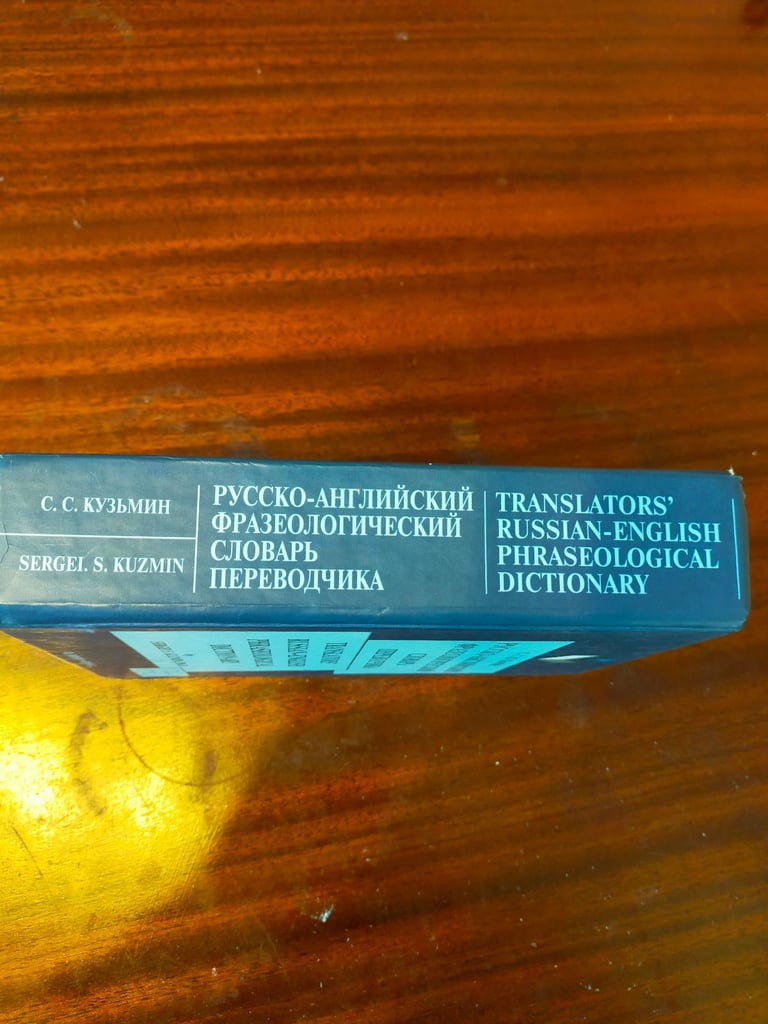 С. С. КУЗЬМИН
SERGEI. S. KUZMIN
РУССКО-АНГЛИЙСКИЙ
ФРАЗЕОЛОГИЧЕСКИЙ
СЛОВАРЬ
ПЕРЕВОДЧИКА
TRANSLATORS'
RUSSIAN-ENGLISH
PHRASEOLOGICAL
DICTIONARY